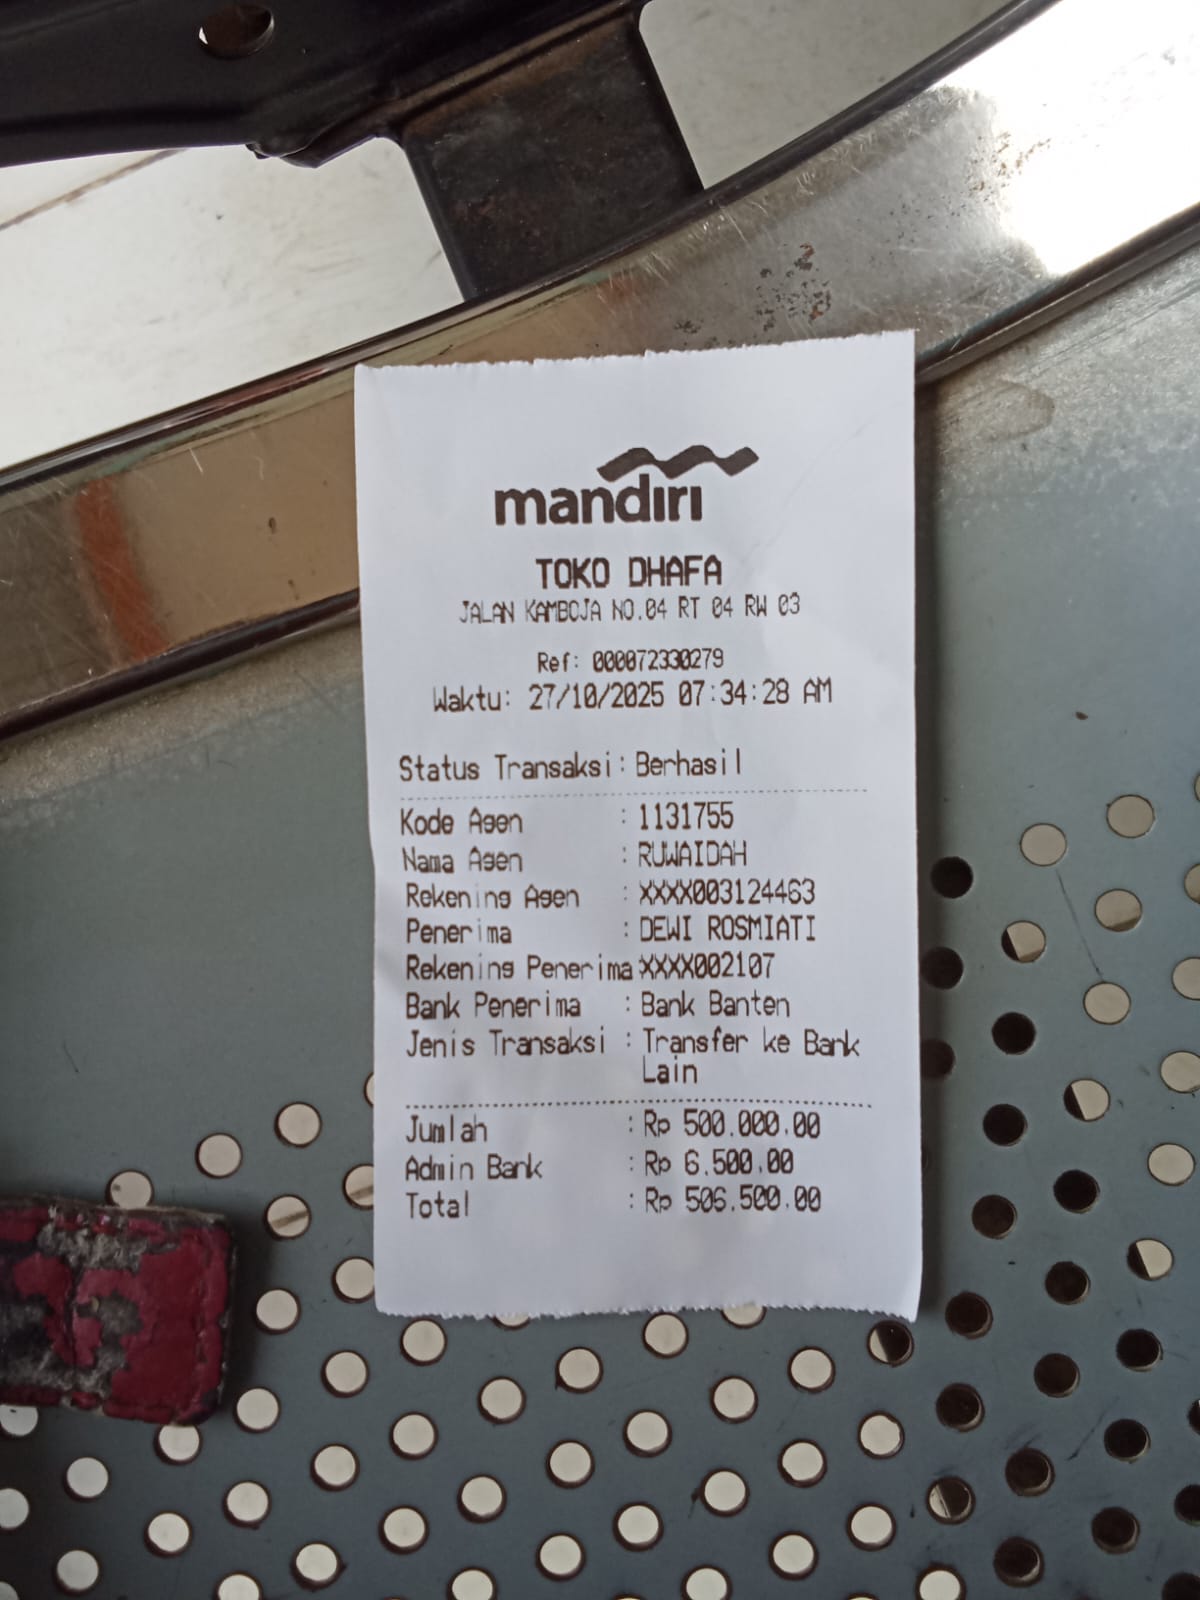 mandiri
TOKO DHAFA
JALAN KAMBOJA NO.04 RT 04 RW 03
Ref: 000072330279
Waktu: 27/10/2025 07:34:28 AM
Status Transaksi: Berhasil
Kode Agen : 1131755
Nama Agen : RUWAIDAH
Rekening Agen : XXXX003124463
Penerima : DEWI ROSMIATI
Rekening Penerima:XXXX002107
Bank Penerima : Bank Banten
Jenis Transaksi : Transfer ke Bank
Lain
Jumlah : Rp 500.000,00
Admin Bank : Rp 6.500,00
Total : Rp 506.500,00